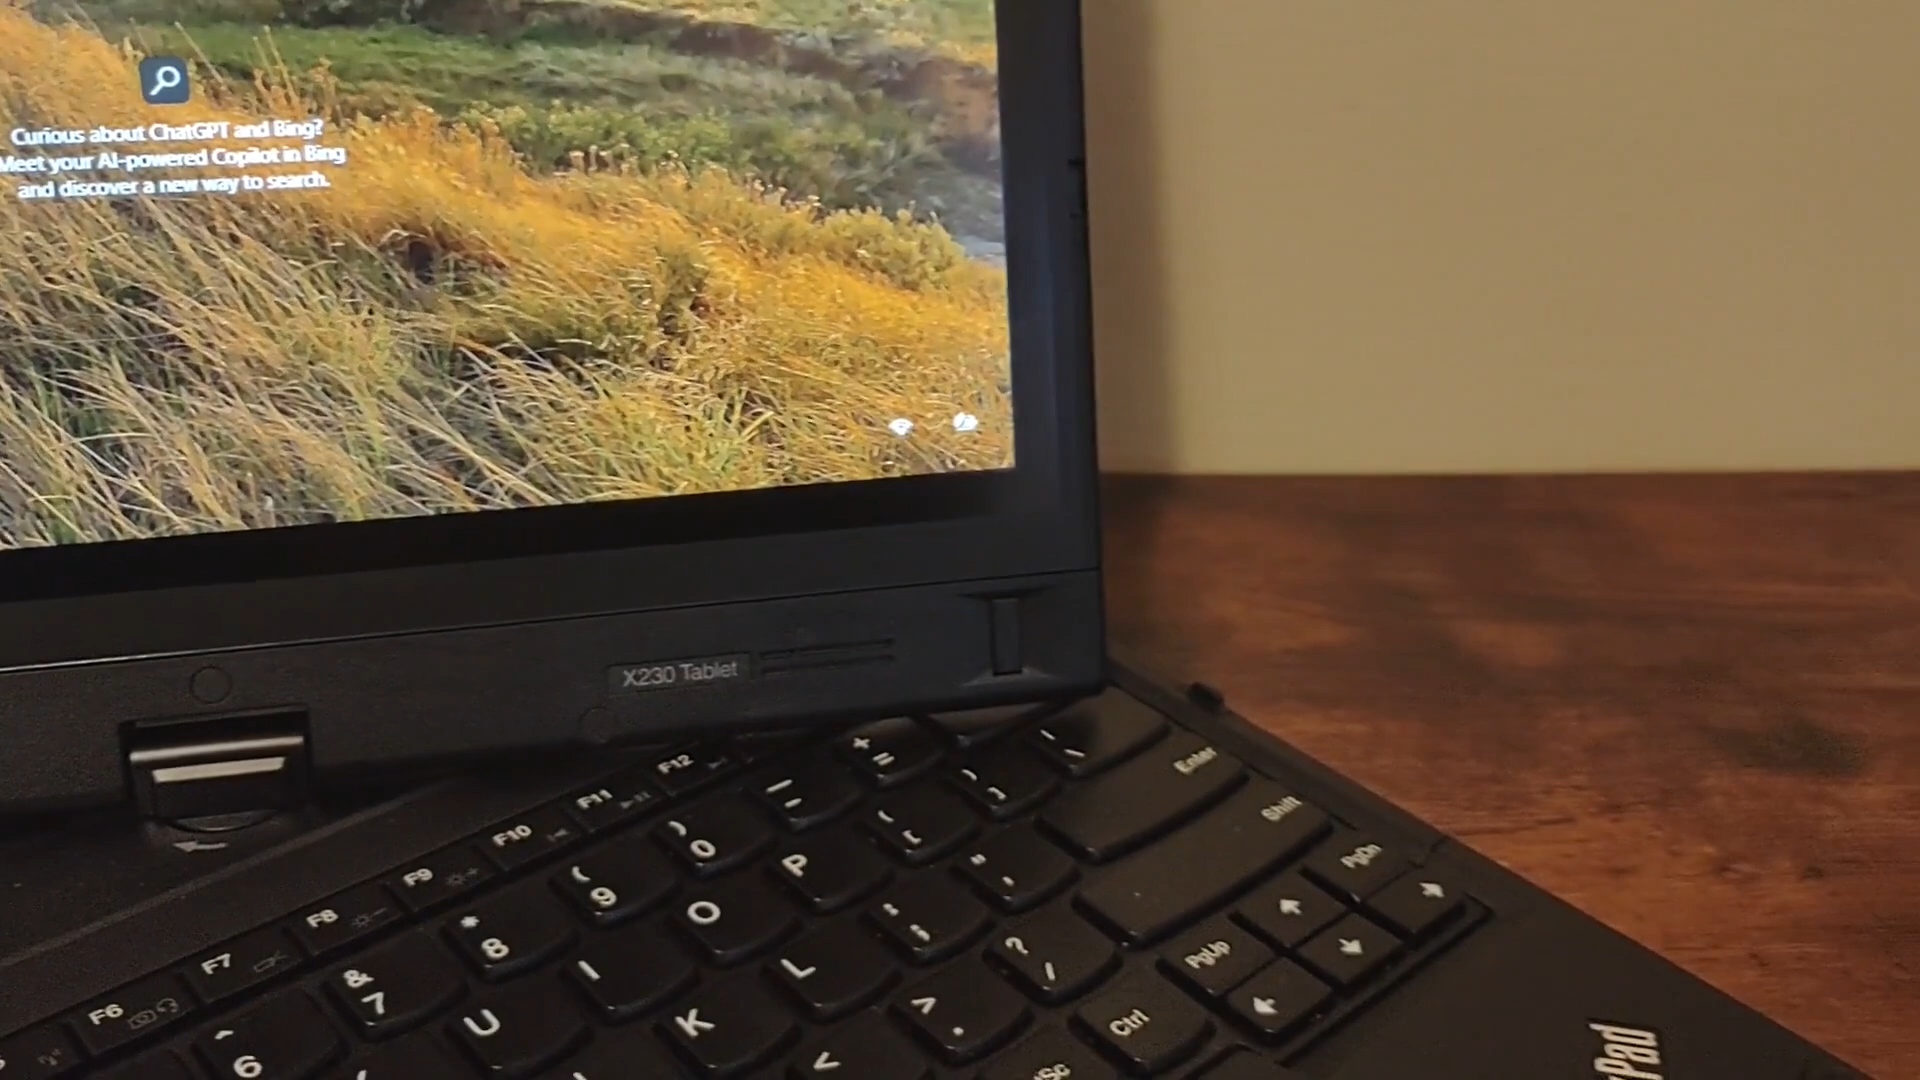 Curious about ChatGPT and Bing?
Meet your AI-powered Copilot in Bing
and discover a new way to search.
X230 Tablet
F6 F7 F8 F9 F10 F11 F12
^ 6 & 7 * 8 ( 9 ) 0 _ - + =
U I O P { [ } ] | \
Enter
K L : ; " '
Shift
< > . ? /
Ctrl
PgUp
PgDn
Pad